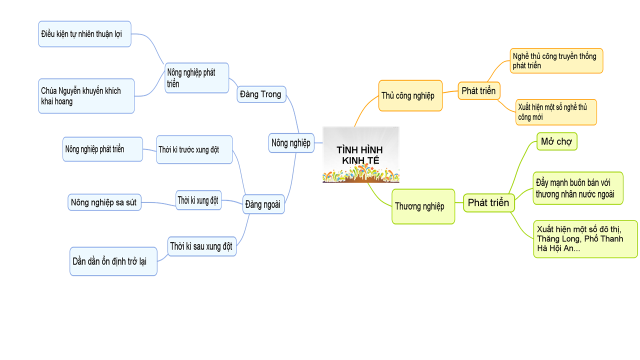 TÌNH HÌNH
KINH TẾ
Nông nghiệp
Đàng Trong
Nông nghiệp phát
triển
Điều kiện tự nhiên thuận lợi
Chúa Nguyễn khuyến khích
khai hoang
Đàng ngoài
Thời kì trước xung đột
Nông nghiệp phát triển
Thời kì xung đột
Nông nghiệp sa sút
Thời kì sau xung đột
Dần dần ổn định trở lại
Thủ công nghiệp
Phát triển
Nghề thủ công truyền thống
phát triển
Xuất hiện một số nghề thủ
công mới
Thương nghiệp
Phát triển
Mở chợ
Đẩy mạnh buôn bán với
thương nhân nước ngoài
Xuất hiện một số đô thị,
Thăng Long, Phố Thanh
Hà Hội An...